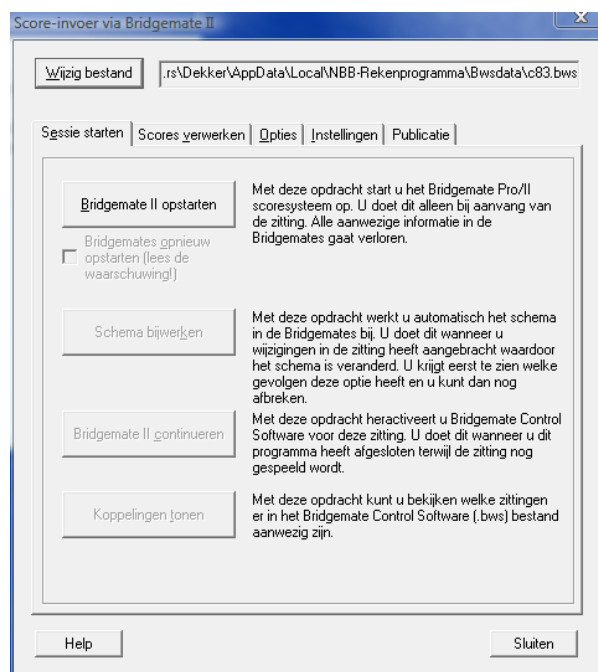 Score-invoer via Bridgemate II
x
Wijzig bestand
.rs\Dekker\AppData\Local\NBB-Rekenprogramma\Bwsdata\c83.bws
Sessie starten
Scores verwerken
Opties
Instellingen
Publicatie
Bridgemate II opstarten
Met deze opdracht start u het Bridgemate Pro/II
scoresysteem op. U doet dit alleen bij aanvang van
de zitting. Alle aanwezige informatie in de
Bridgemates gaat verloren.
Bridgemates opnieuw
opstarten (lees de
waarschuwing!)
Schema bijwerken
Met deze opdracht werkt u automatisch het schema
in de Bridgemates bij. U doet dit wanneer u
wijzigingen in de zitting heeft aangebracht waardoor
het schema is veranderd. U krijgt eerst te zien welke
gevolgen deze optie heeft en u kunt dan nog
afbreken.
Bridgemate II continueren
Met deze opdracht heractiveert u Bridgemate Control
Software voor deze zitting. U doet dit wanneer u dit
programma heeft afgesloten terwijl de zitting nog
gespeeld wordt.
Koppelingen tonen
Met deze opdracht kunt u bekijken welke zittingen
er in het Bridgemate Control Software (.bws) bestand
aanwezig zijn.
Help
Sluiten